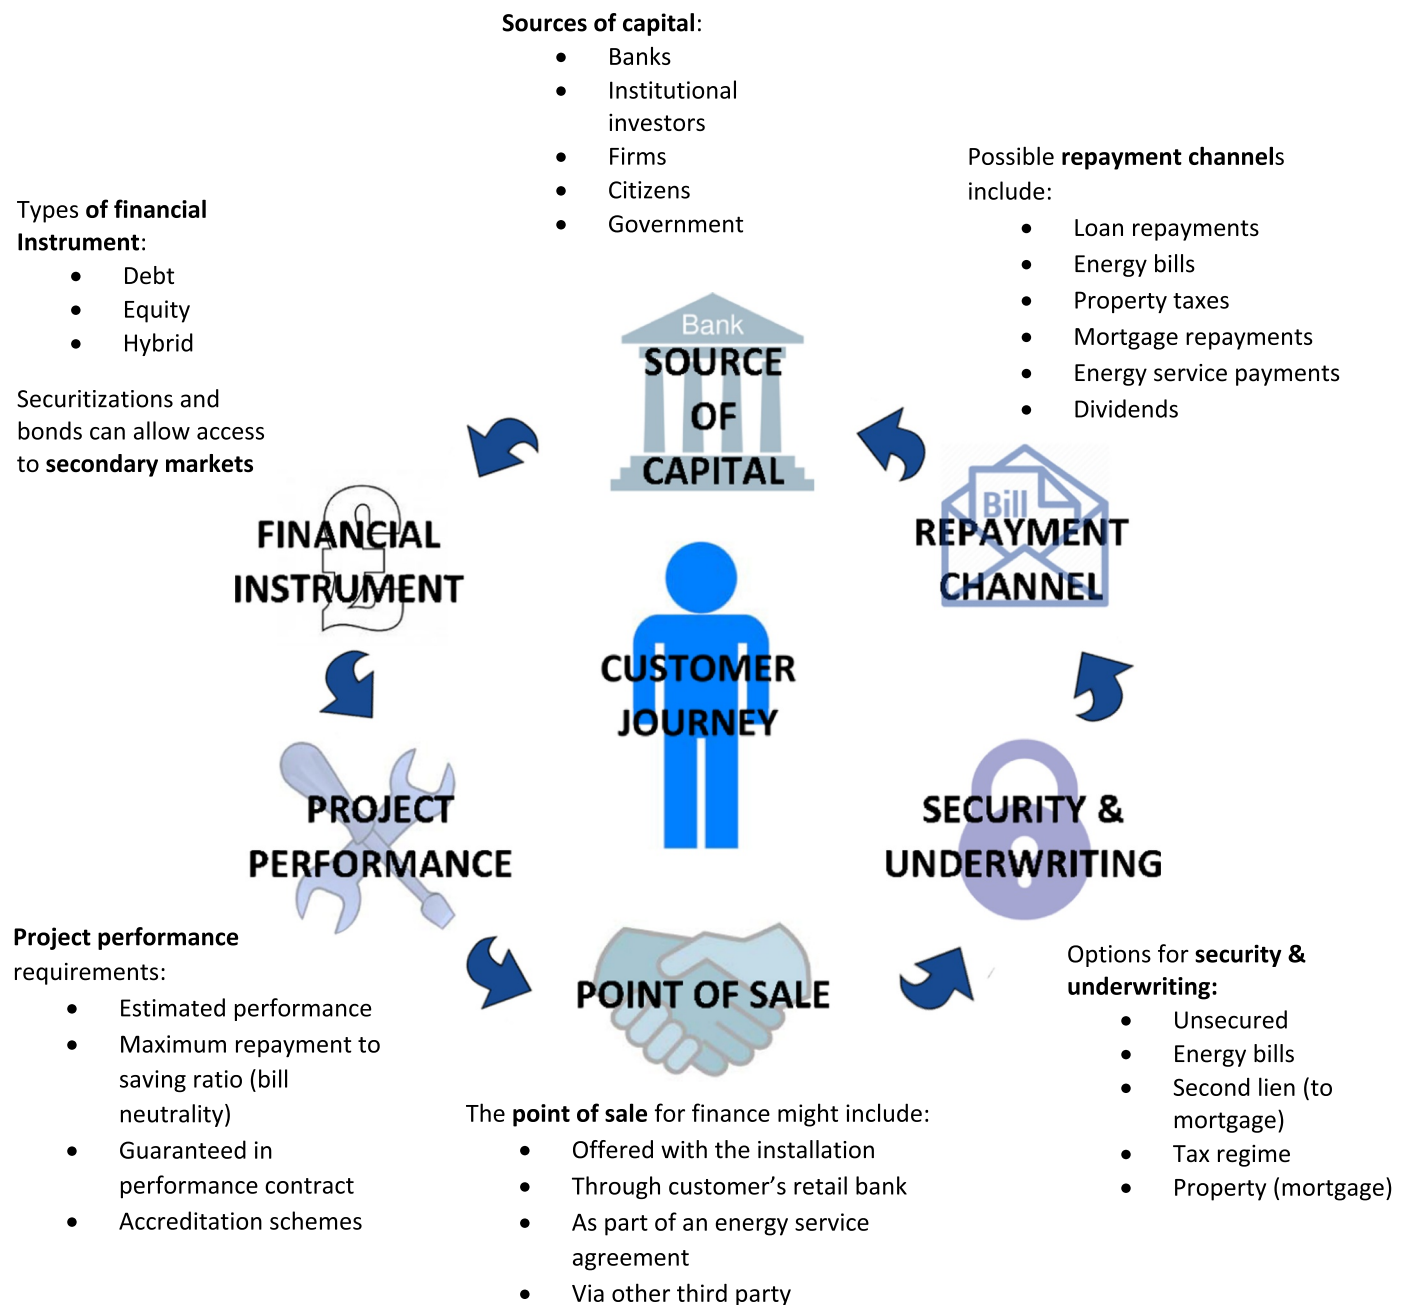 Sources of capital:
• Banks
• Institutional
investors
• Firms
• Citizens
• Government
Possible repayment channels
include:
• Loan repayments
• Energy bills
• Property taxes
• Mortgage repayments
• Energy service payments
• Dividends
Types of financial
Instrument:
• Debt
• Equity
• Hybrid
Securitizations and
bonds can allow access
to secondary markets
Bank
SOURCE
OF
CAPITAL
FINANCIAL
INSTRUMENT
Bill
REPAYMENT
CHANNEL
CUSTOMER
JOURNEY
PROJECT
PERFORMANCE
SECURITY &
UNDERWRITING
POINT OF SALE
Project performance
requirements:
• Estimated performance
• Maximum repayment to
saving ratio (bill
neutrality)
• Guaranteed in
performance contract
• Accreditation schemes
The point of sale for finance might include:
• Offered with the installation
• Through customer’s retail bank
• As part of an energy service
agreement
• Via other third party
Options for security &
underwriting:
• Unsecured
• Energy bills
• Second lien (to
mortgage)
• Tax regime
• Property (mortgage)